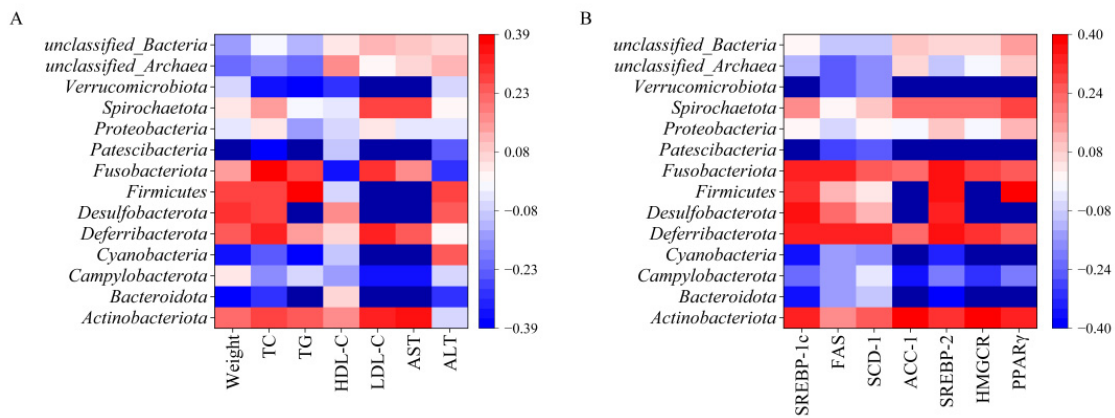 A
unclassified_Bacteria
unclassified_Archaea
Verrucomicrobiota
Spirochaetota
Proteobacteria
Patescibacteria
Fusobacteriota
Firmicutes
Desulfobacterota
Deferribacterota
Cyanobacteria
Campylobacterota
Bacteroidota
Actinobacteriota
Weight
TC
TG
HDL-C
LDL-C
AST
ALT
0.39
0.23
0.08
-0.08
-0.23
-0.39
B
unclassified_Bacteria
unclassified_Archaea
Verrucomicrobiota
Spirochaetota
Proteobacteria
Patescibacteria
Fusobacteriota
Firmicutes
Desulfobacterota
Deferribacterota
Cyanobacteria
Campylobacterota
Bacteroidota
Actinobacteriota
SREBP-1c
FAS
SCD-1
ACC-1
SREBP-2
HMGCR
PPARγ
0.40
0.24
0.08
-0.08
-0.24
-0.40